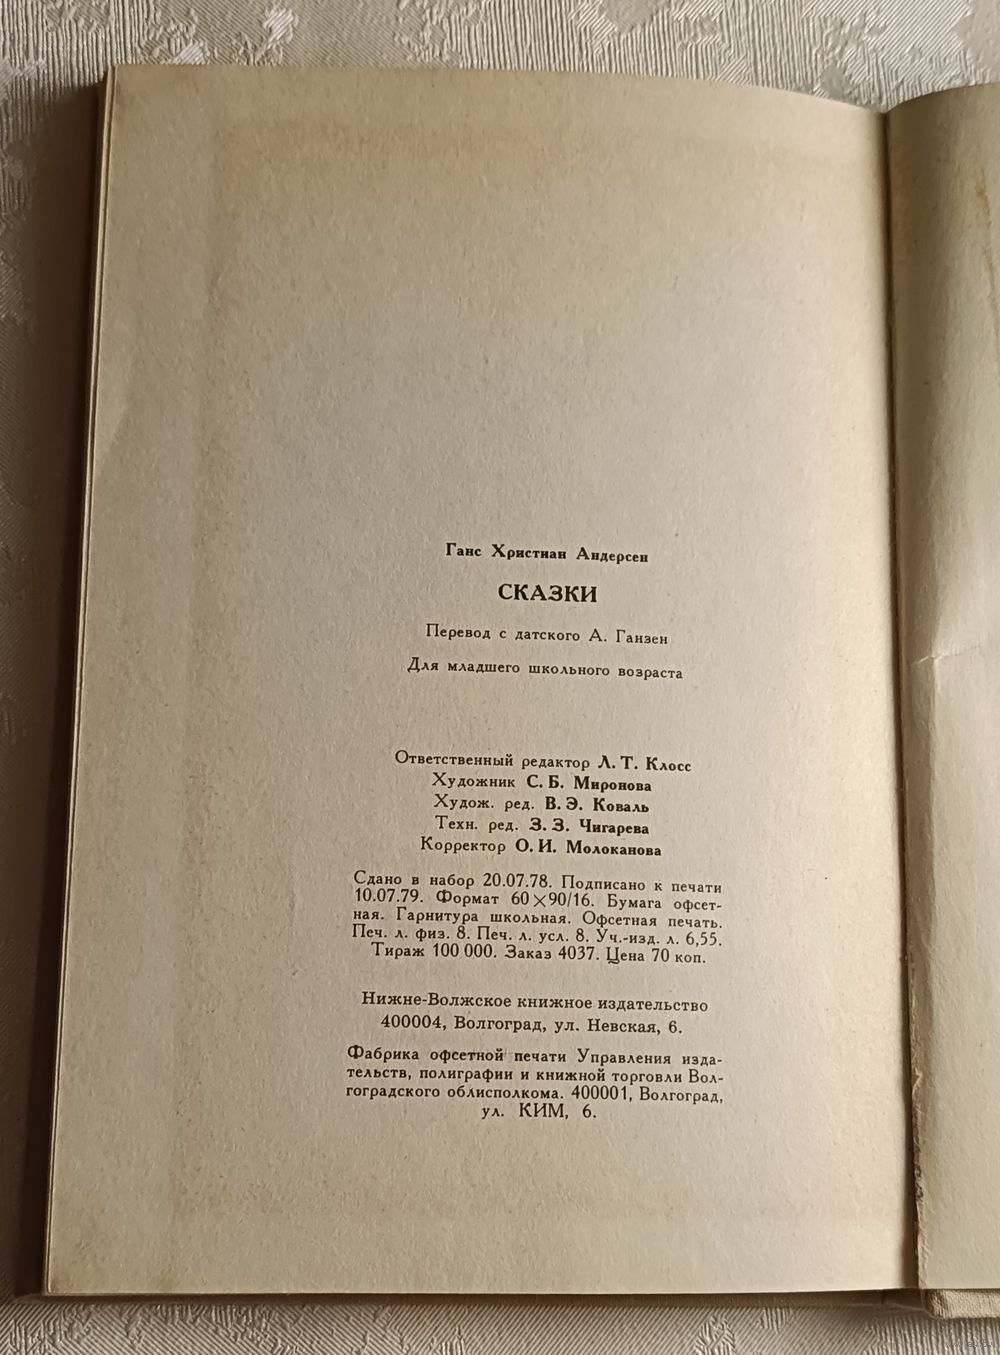 Ганс Христиан Андерсен
СКАЗКИ
Перевод с датского А. Ганзен
Для младшего школьного возраста
Ответственный редактор Л. Т. Клосс
Художник С. Б. Миронова
Худож. ред. В. Э. Коваль
Техн. ред. З. З. Чигарева
Корректор О. И. Молоканова
Сдано в набор 20.07.78. Подписано к печати
10.07.79. Формат 60×90/16. Бумага офсет-
ная. Гарнитура школьная. Офсетная печать.
Печ. л. физ. 8. Печ. л. усл. 8. Уч.-изд. л. 6,55.
Тираж 100 000. Заказ 4037. Цена 70 коп.
Нижне-Волжское книжное издательство
400004, Волгоград, ул. Невская, 6.
Фабрика офсетной печати Управления изда-
тельств, полиграфии и книжной торговли Вол-
гоградского облисполкома. 400001, Волгоград,
ул. КИМ, 6.